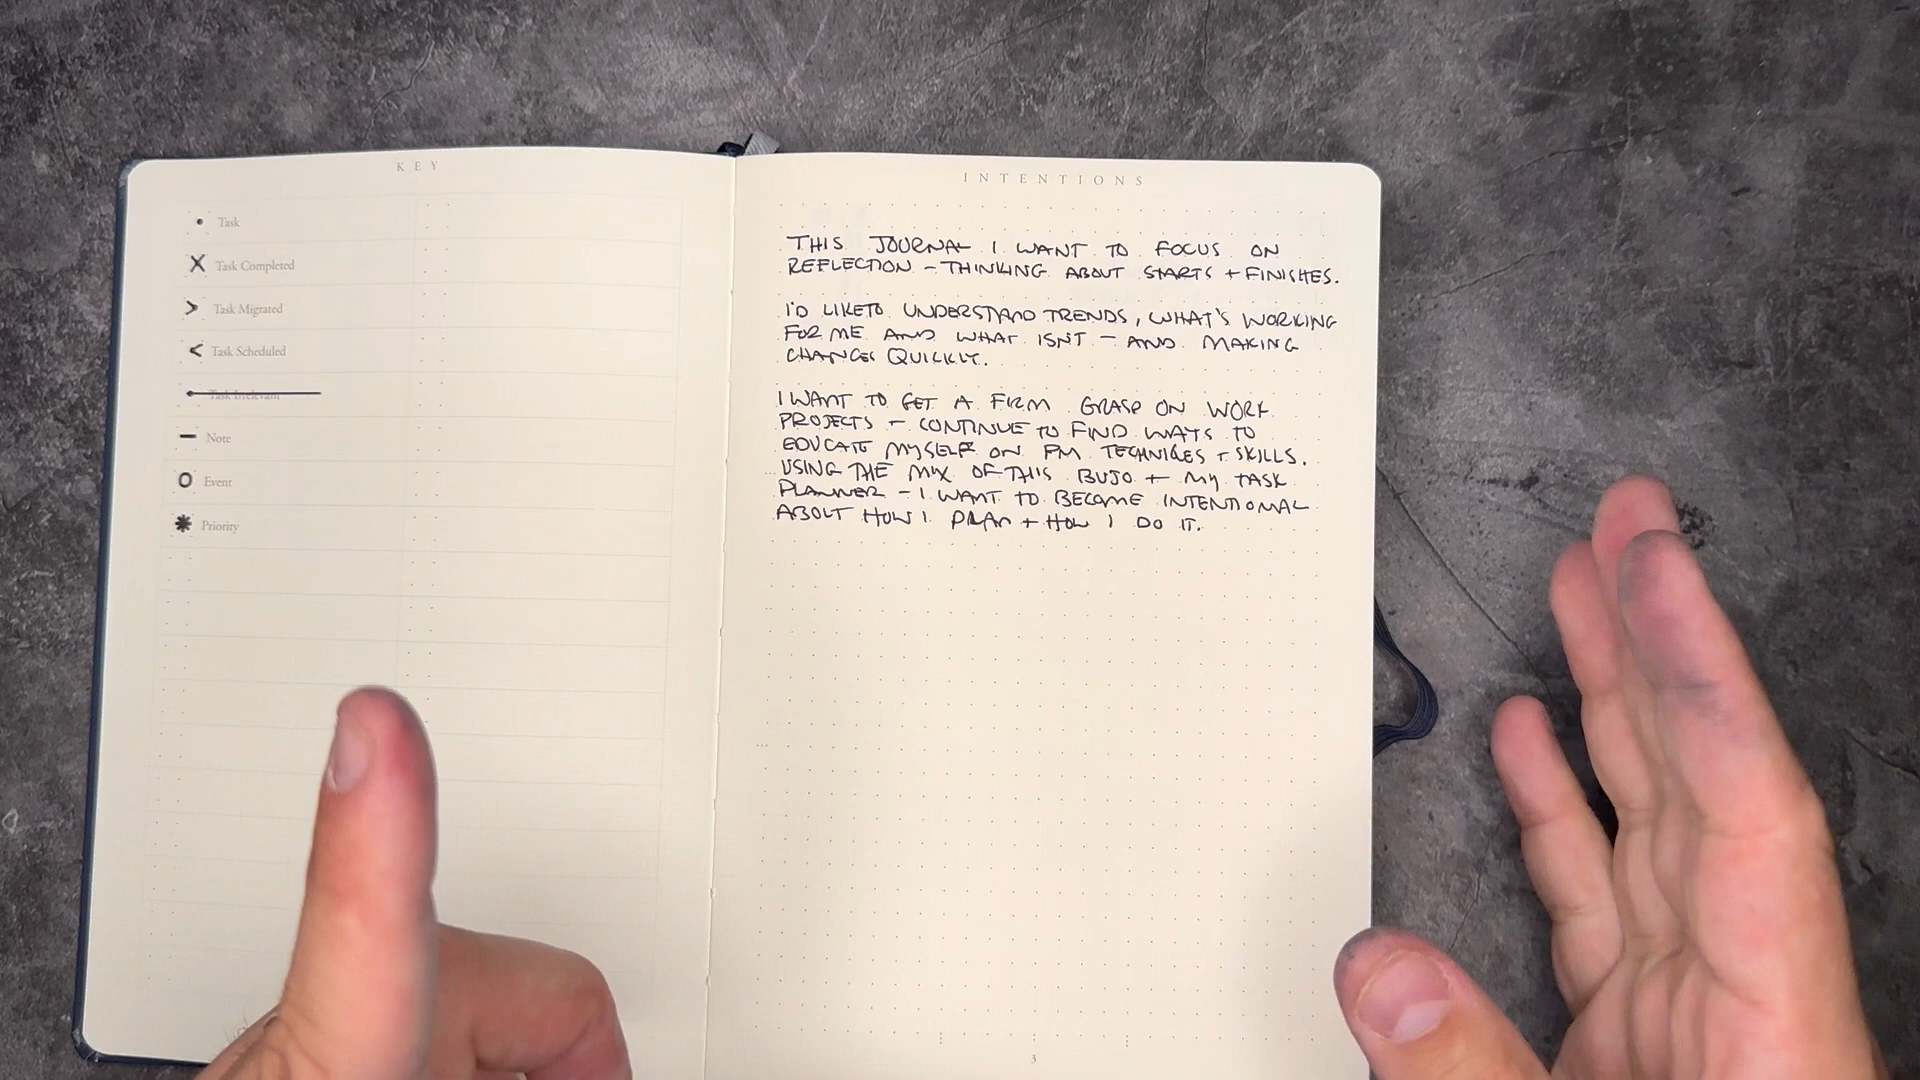 KEY
• Task
X Task Completed
> Task Migrated
< Task Scheduled
Task Irrelevant
– Note
O Event
* Priority
INTENTIONS
THIS JOURNAL I WANT TO FOCUS ON
REFLECTION – THINKING ABOUT STARTS + FINISHES.
I'D LIKE TO UNDERSTAND TRENDS, WHAT'S WORKING
FOR ME AND WHAT ISN'T – AND MAKING
CHANGES QUICKLY.
I WANT TO GET A FIRM GRASP ON WORK
PROJECTS + CONTINUE TO FIND WAYS TO
EDUCATE MYSELF ON PM TECHNIQES + SKILLS.
USING THE MIX OF THIS BUJO + MY TASK
PLANNER – I WANT TO BECOME INTENTIONAL
ABOUT HOW I PLAN + HOW I DO IT.
3